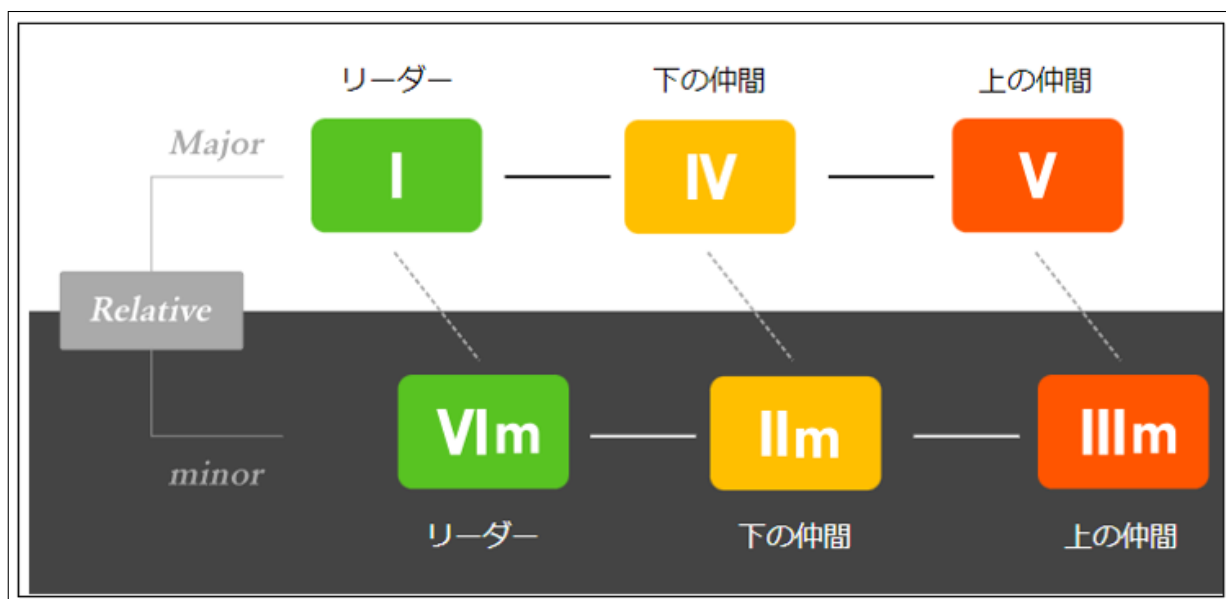 リーダー
下の仲間
上の仲間
Major
I
IV
V
Relative
VIm
IIm
IIIm
minor
リーダー
下の仲間
上の仲間